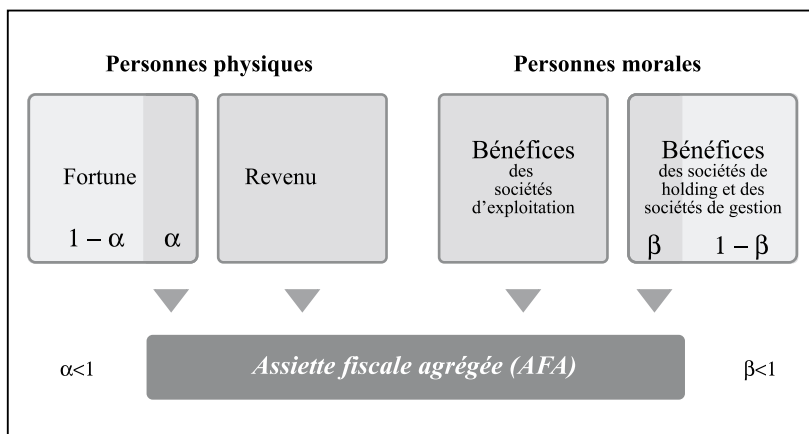 Personnes physiques
Personnes morales
Fortune
1 – α
α
Revenu
Bénéfices
des
sociétés
d’exploitation
Bénéfices
des sociétés de
holding et des
sociétés de gestion
β
1 – β
α<1
Assiette fiscale agrégée (AFA)
β<1